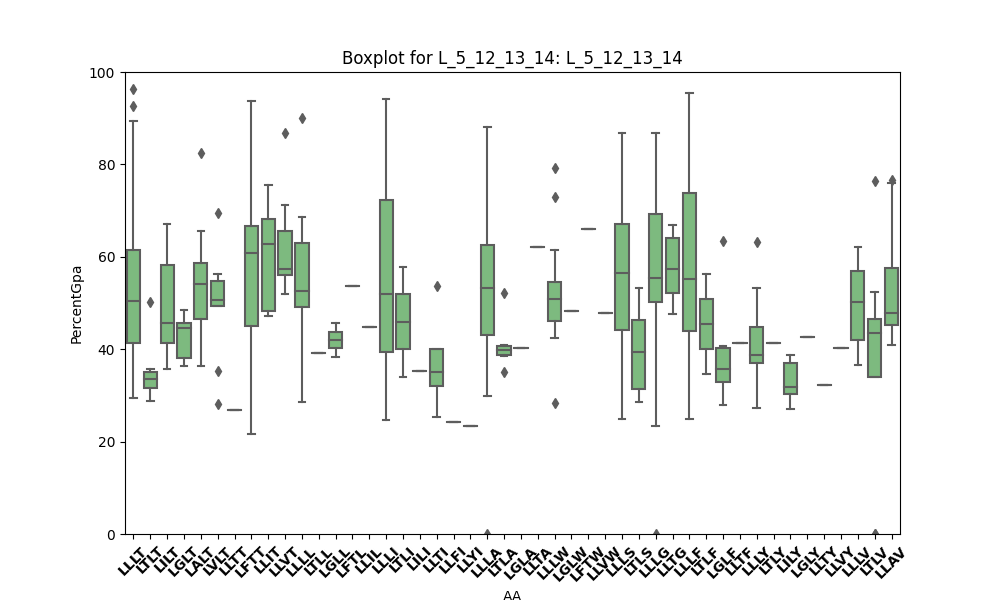 Boxplot for L_5_12_13_14: L_5_12_13_14
100
80
60
40
20
0
PercentGpa
LLLT LTLT LILT LGLT LALT LVLT LLTT LFTT LLIT LLVT LLLL LTLL LGLL LFTL LLIL LLLI LTLI LILI LLTI LLFI LLYI LLLA LTLA LGLA LLTA LLLW LGLW LFTW LLVW LLLS LTLS LLLG LLTG LLLF LTLF LGLF LLTF LLLY LTLY LILY LGLY LLTY LLVY LLLV LTLV LLAV
AA